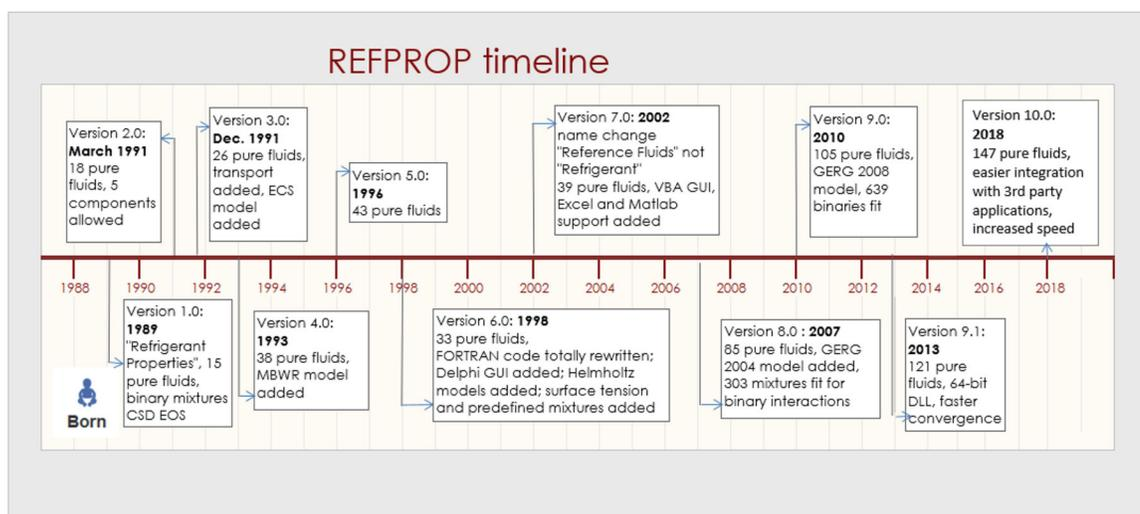 REFPROP timeline
Version 2.0:
March 1991
18 pure
fluids, 5
components
allowed
Version 3.0:
Dec. 1991
26 pure fluids,
transport
added, ECS
model
added
Version 5.0:
1996
43 pure fluids
Version 7.0: 2002
name change
"Reference Fluids" not
"Refrigerant"
39 pure fluids, VBA GUI,
Excel and Matlab
support added
Version 9.0:
2010
105 pure fluids,
GERG 2008
model, 639
binaries fit
Version 10.0:
2018
147 pure fluids,
easier integration
with 3rd party
applications,
increased speed
1988 1990 1992 1994 1996 1998 2000 2002 2004 2006 2008 2010 2012 2014 2016 2018
Born
Version 1.0:
1989
"Refrigerant
Properties", 15
pure fluids,
binary mixtures
CSD EOS
Version 4.0:
1993
38 pure fluids,
MBWR model
added
Version 6.0: 1998
33 pure fluids,
FORTRAN code totally rewritten;
Delphi GUI added; Helmholtz
models added; surface tension
and predefined mixtures added
Version 8.0 : 2007
85 pure fluids, GERG
2004 model added,
303 mixtures fit for
binary interactions
Version 9.1:
2013
121 pure
fluids, 64-bit
DLL, faster
convergence